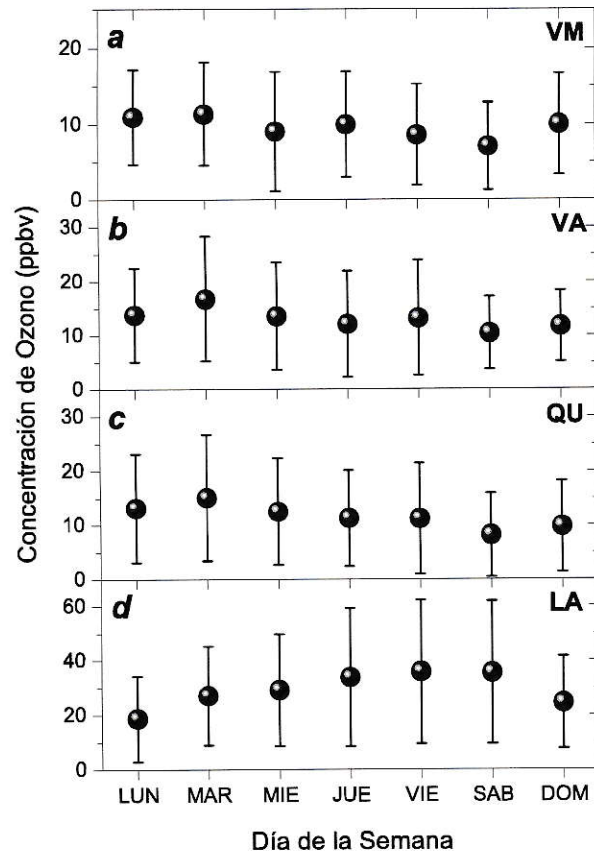 Concentración de Ozono (ppbv)
a
VM
20
10
0
b
VA
30
20
10
0
c
QU
30
20
10
0
d
LA
60
40
20
0
LUN MAR MIE JUE VIE SAB DOM
Día de la Semana